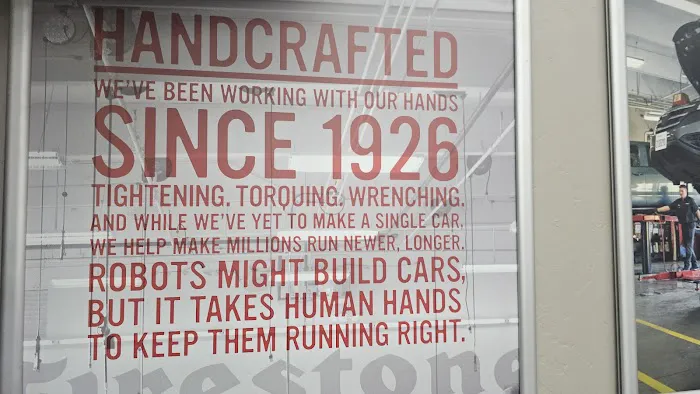 HANDCRAFTED
WE'VE BEEN WORKING WITH OUR HANDS
SINCE 1926
TIGHTENING. TORQUING. WRENCHING.
AND WHILE WE'VE YET TO MAKE A SINGLE CAR,
WE HELP MAKE MILLIONS RUN NEWER, LONGER.
ROBOTS MIGHT BUILD CARS,
BUT IT TAKES HUMAN HANDS
TO KEEP THEM RUNNING RIGHT.
Firestone